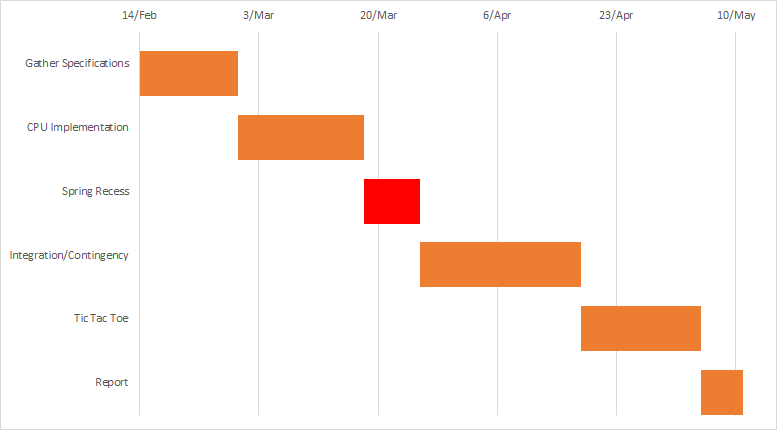 14/Feb 3/Mar 20/Mar 6/Apr 23/Apr 10/May
Gather Specifications
CPU Implementation
Spring Recess
Integration/Contingency
Tic Tac Toe
Report